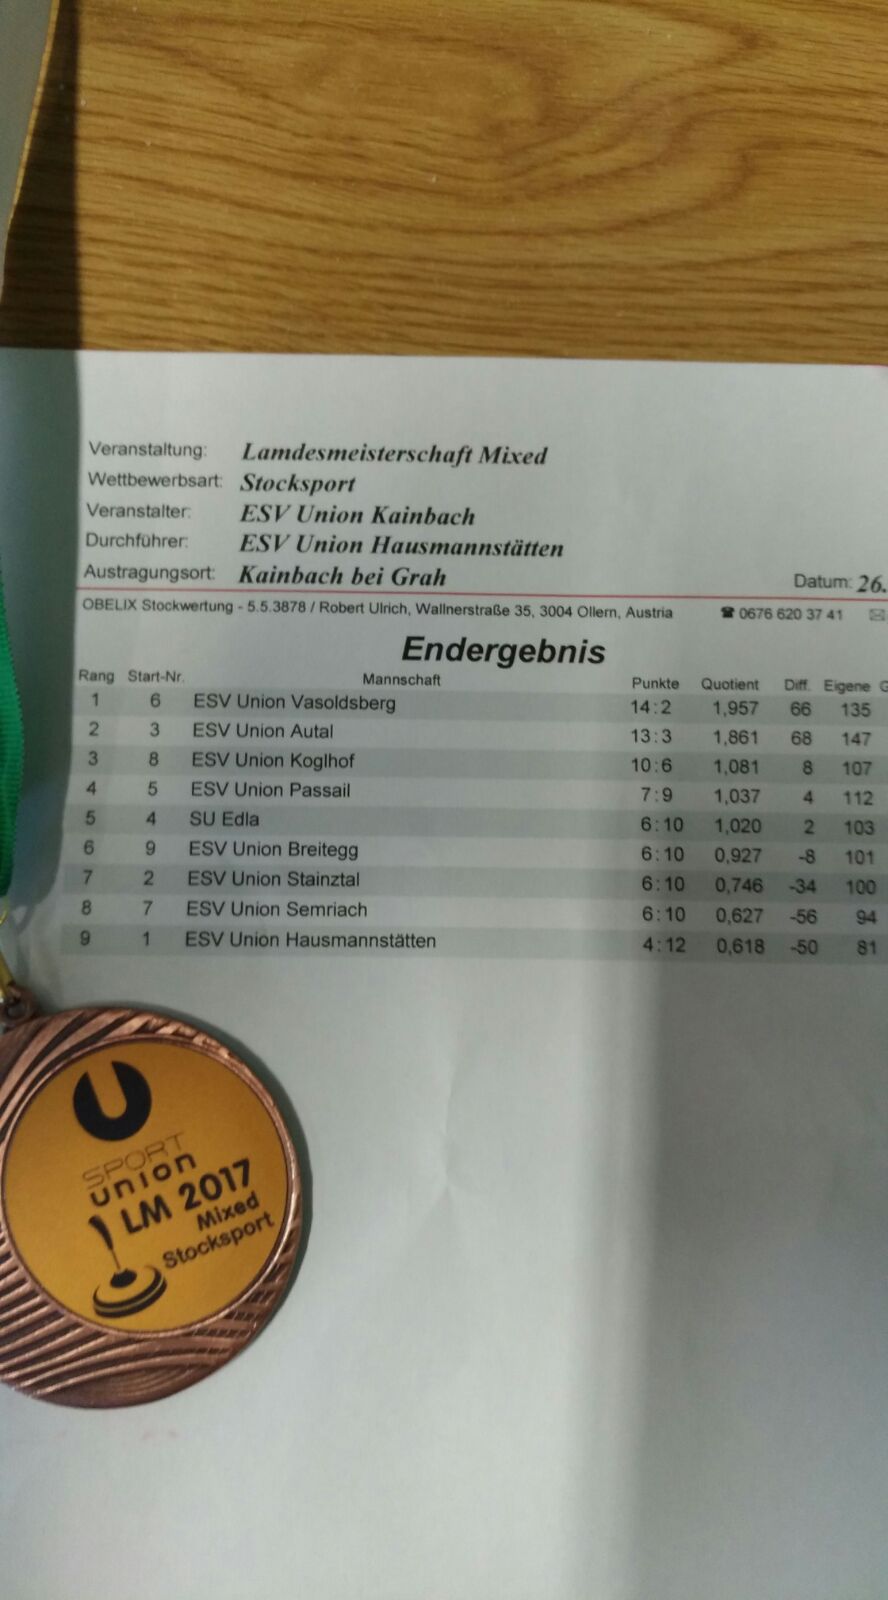 Veranstaltung: Lamdesmeisterschaft Mixed
Wettbewerbsart: Stocksport
Veranstalter: ESV Union Kainbach
Durchführer: ESV Union Hausmannstätten
Austragungsort: Kainbach bei Grah Datum: 26.
OBELIX Stockwertung - 5.5.3878 / Robert Ulrich, Wallnerstraße 35, 3004 Ollern, Austria ☎ 0676 620 37 41 ✉
Endergebnis
Rang Start-Nr. Mannschaft Punkte Quotient Diff. Eigene G
1 6 ESV Union Vasoldsberg 14:2 1,957 66 135
2 3 ESV Union Autal 13:3 1,861 68 147
3 8 ESV Union Koglhof 10:6 1,081 8 107
4 5 ESV Union Passail 7:9 1,037 4 112
5 4 SU Edla 6:10 1,020 2 103
6 9 ESV Union Breitegg 6:10 0,927 -8 101
7 2 ESV Union Stainztal 6:10 0,746 -34 100
8 7 ESV Union Semriach 6:10 0,627 -56 94
9 1 ESV Union Hausmannstätten 4:12 0,618 -50 81
SPORT
union
LM 2017
Mixed
Stocksport